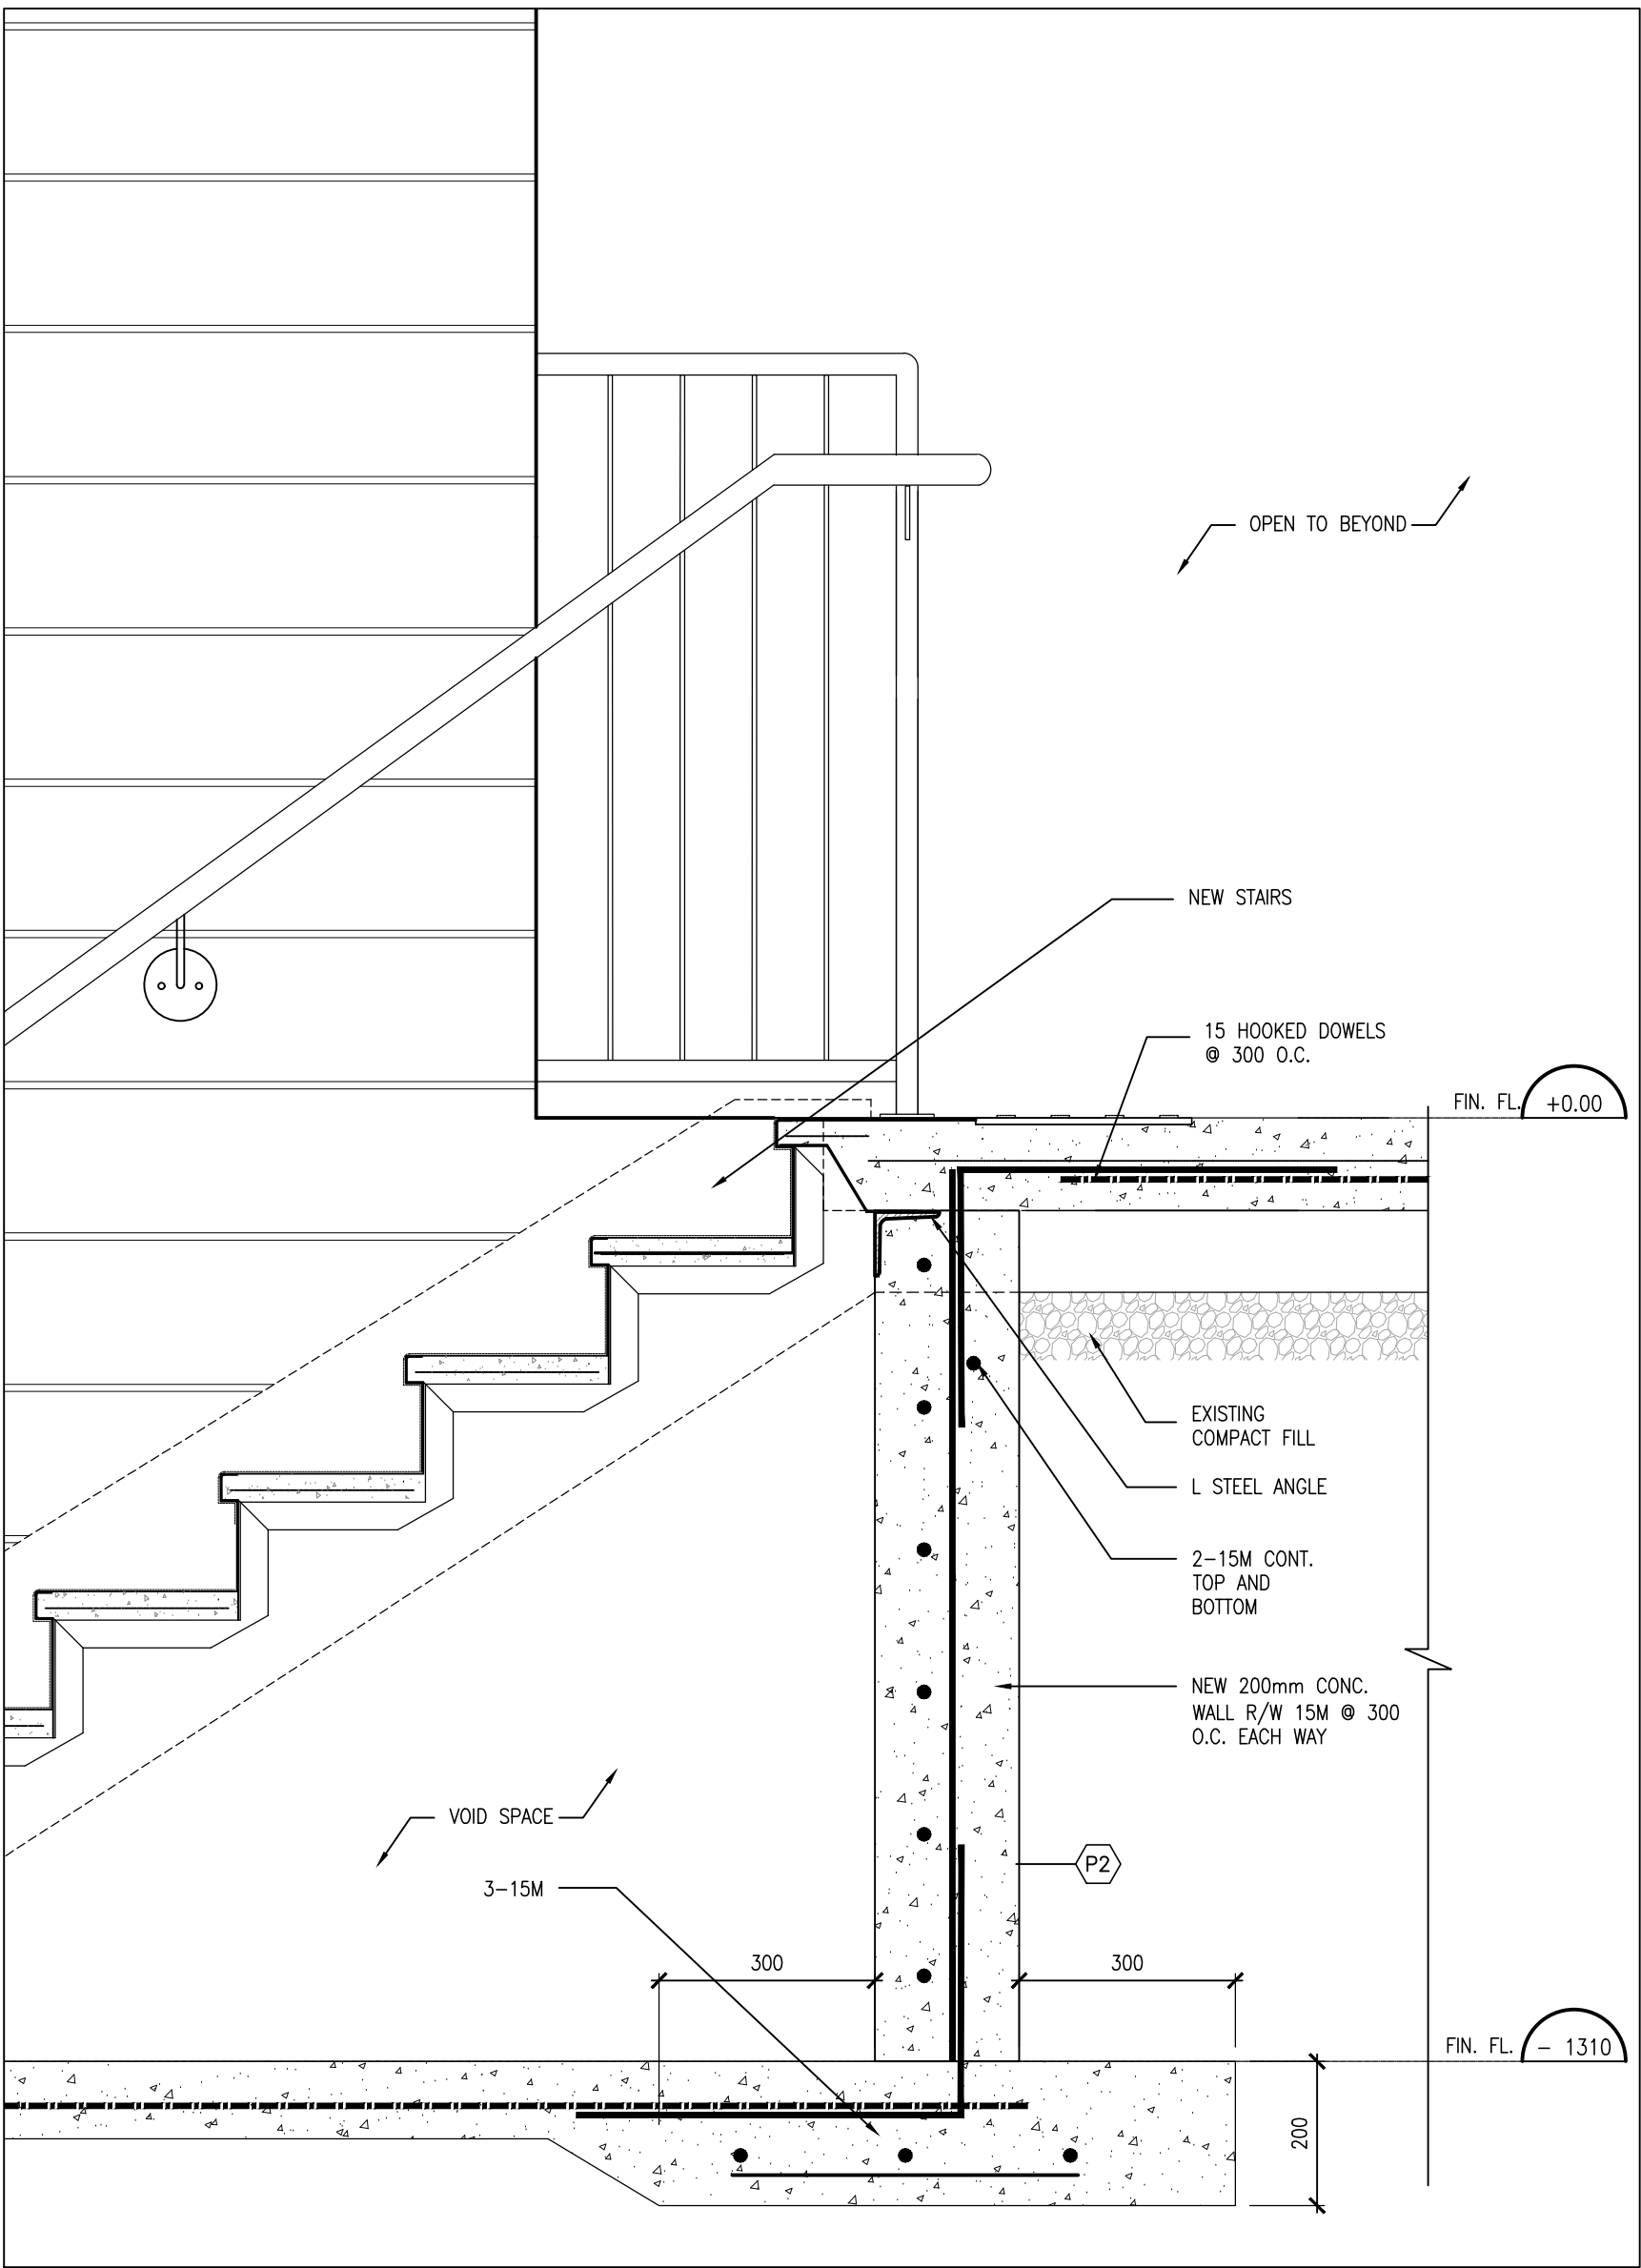 OPEN TO BEYOND
NEW STAIRS
15 HOOKED DOWELS
@ 300 O.C.
FIN. FL.
+0.00
EXISTING
COMPACT FILL
L STEEL ANGLE
2-15M CONT.
TOP AND
BOTTOM
NEW 200mm CONC.
WALL R/W 15M @ 300
O.C. EACH WAY
VOID SPACE
P2
3-15M
300
300
FIN. FL.
- 1310
200